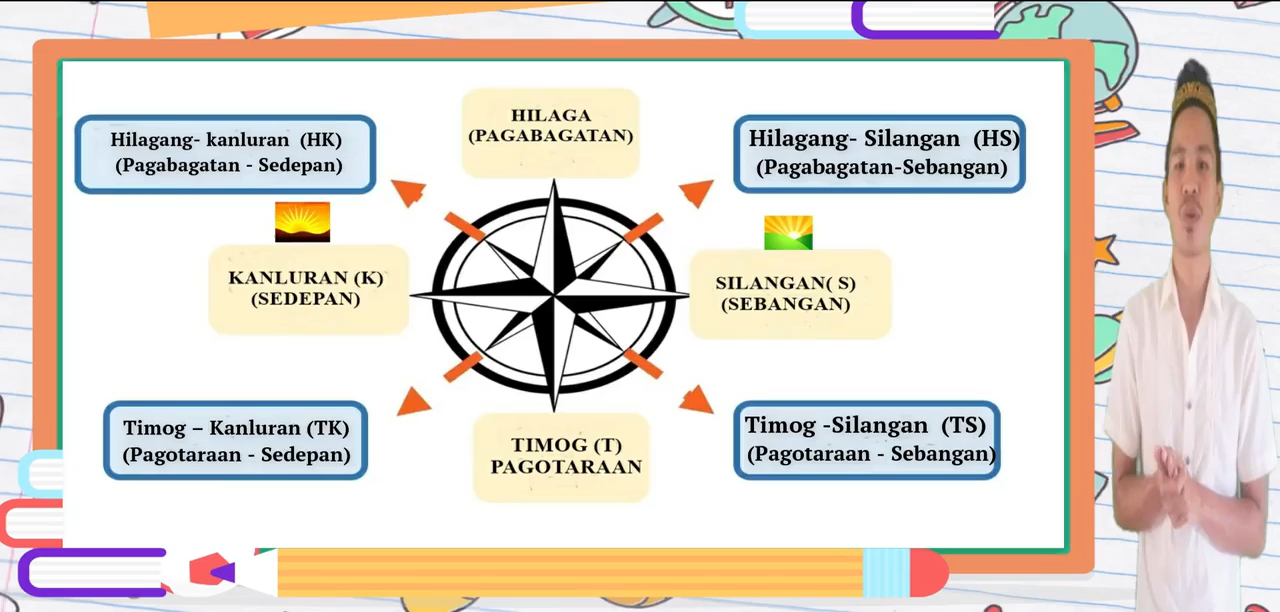 HILAGA
(PAGABAGATAN)
Hilagang- kanluran (HK)
(Pagabagatan - Sedepan)
Hilagang- Silangan (HS)
(Pagabagatan-Sebangan)
KANLURAN (K)
(SEDEPAN)
SILANGAN( S)
(SEBANGAN)
Timog – Kanluran (TK)
(Pagotaraan - Sedepan)
Timog -Silangan (TS)
(Pagotaraan - Sebangan)
TIMOG (T)
PAGOTARAAN